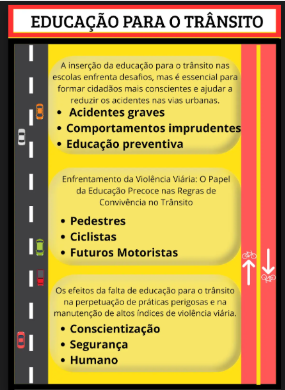 EDUCAÇÃO PARA O TRÂNSITO
A inserção da educação para o trânsito nas
escolas enfrenta desafios, mas é essencial para
formar cidadãos mais conscientes e ajudar a
reduzir os acidentes nas vias urbanas.
• Acidentes graves
• Comportamentos imprudentes
• Educação preventiva
Enfrentamento da Violência Viária: O Papel
da Educação Precoce nas Regras de
Convivência no Trânsito
• Pedestres
• Ciclistas
• Futuros Motoristas
Os efeitos da falta de educação para o trânsito
na perpetuação de práticas perigosas e na
manutenção de altos índices de violência viária.
• Conscientização
• Segurança
• Humano